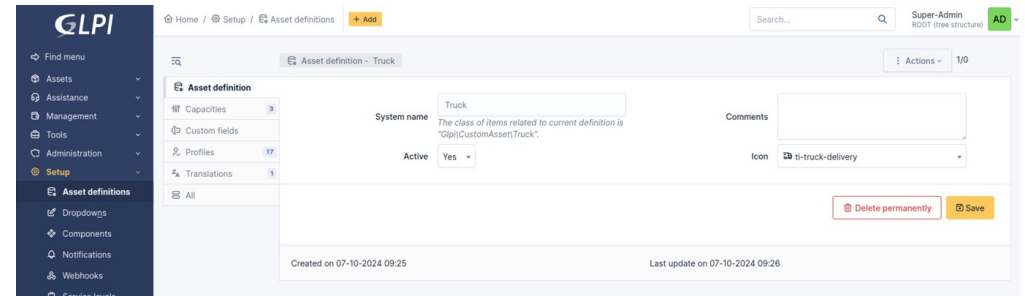 GLPI
Home / Setup / Asset definitions + Add
Search...
Super-Admin
ROOT (tree structure)
AD
Find menu
Assets
Assistance
Management
Tools
Administration
Setup
Asset definitions
Dropdowns
Components
Notifications
Webhooks
Service levels
Asset definition - Truck
Actions
1/0
Asset definition
Capacities 3
Custom fields
Profiles 17
Translations 1
All
System name
Truck
The class of items related to current definition is
"Glpi\CustomAsset\Truck".
Comments
Active Yes
Icon ti-truck-delivery
Delete permanently
Save
Created on 07-10-2024 09:25
Last update on 07-10-2024 09:26